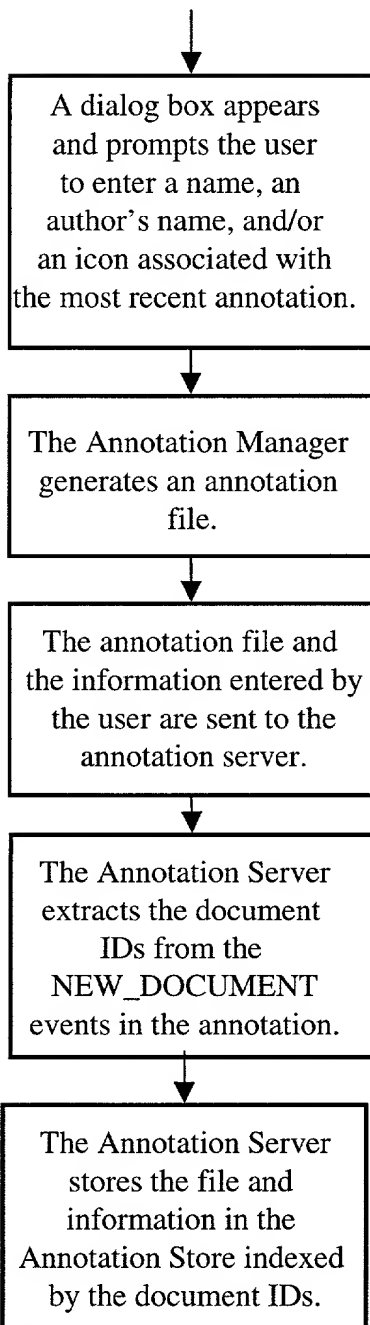 A dialog box appears
and prompts the user
to enter a name, an
author's name, and/or
an icon associated with
the most recent annotation.
The Annotation Manager
generates an annotation
file.
The annotation file and
the information entered by
the user are sent to the
annotation server.
The Annotation Server
extracts the document
IDs from the
NEW_DOCUMENT
events in the annotation.
The Annotation Server
stores the file and
information in the
Annotation Store indexed
by the document IDs.